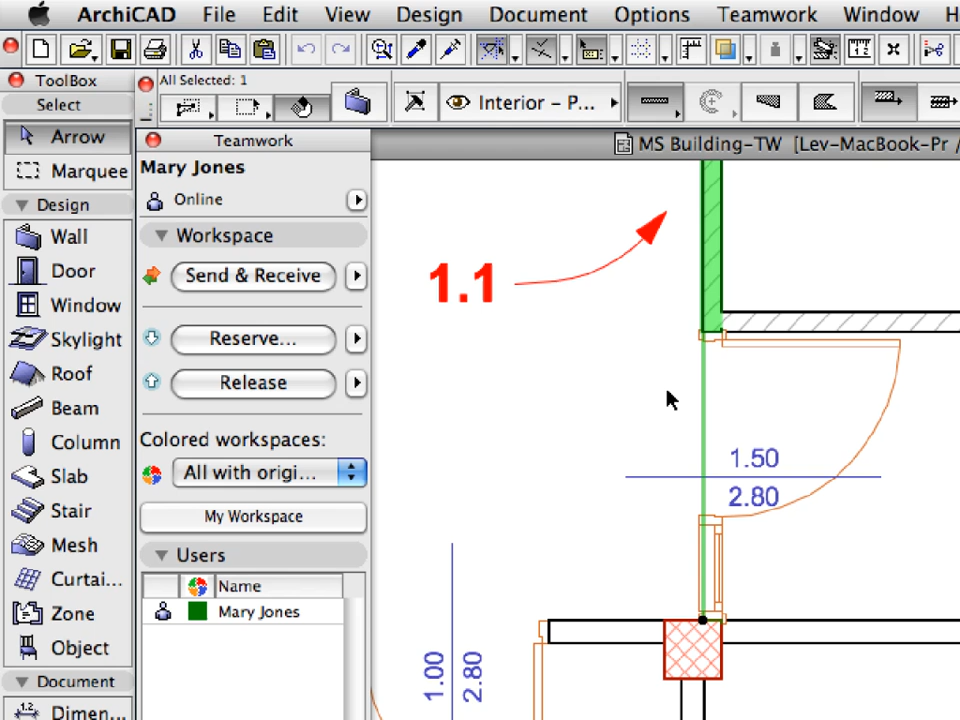 ArchiCAD File Edit View Design Document Options Teamwork Window H
ToolBox
All Selected: 1
Select
Interior – P...
Arrow
Teamwork
MS Building-TW [Lev-MacBook-Pr /
Marquee
Mary Jones
Design
Online
Wall
Workspace
Door
Send & Receive
1.1
Window
Skylight
Reserve...
Roof
Release
Beam
Column
Colored workspaces:
Slab
All with origi...
1.50
2.80
Stair
My Workspace
Mesh
Users
Curtai...
Name
Zone
Mary Jones
Object
1.00
2.80
Document
1.2
Dimen...